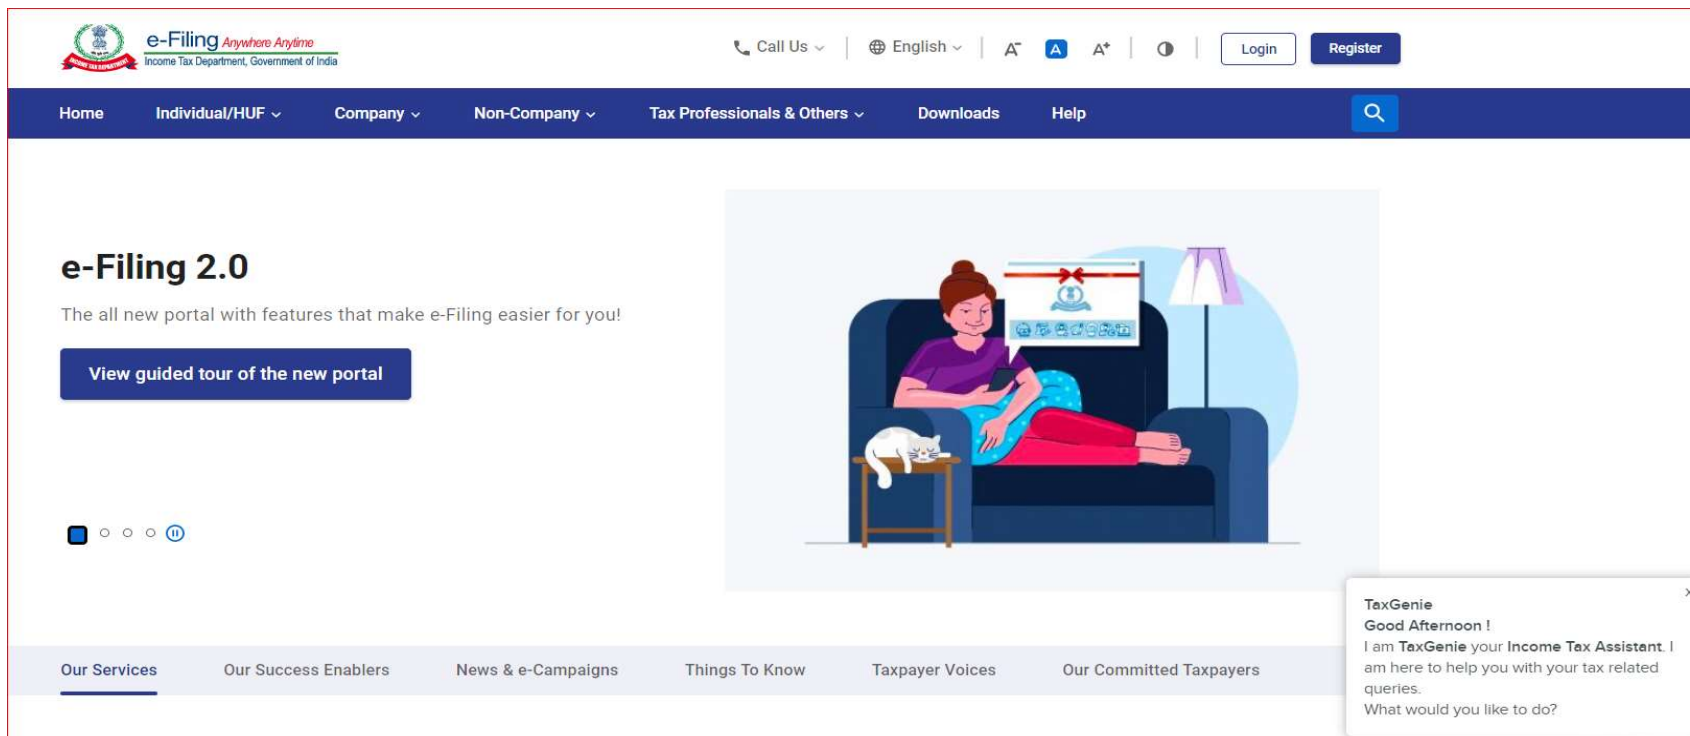 e-Filing Anywhere Anytime
Income Tax Department, Government of India
Call Us
English
A-
A
A+
Login
Register
Home
Individual/HUF
Company
Non-Company
Tax Professionals & Others
Downloads
Help
e-Filing 2.0
The all new portal with features that make e-Filing easier for you!
View guided tour of the new portal
TaxGenie
Good Afternoon !
I am TaxGenie your Income Tax Assistant. I
am here to help you with your tax related
queries.
What would you like to do?
Our Services
Our Success Enablers
News & e-Campaigns
Things To Know
Taxpayer Voices
Our Committed Taxpayers